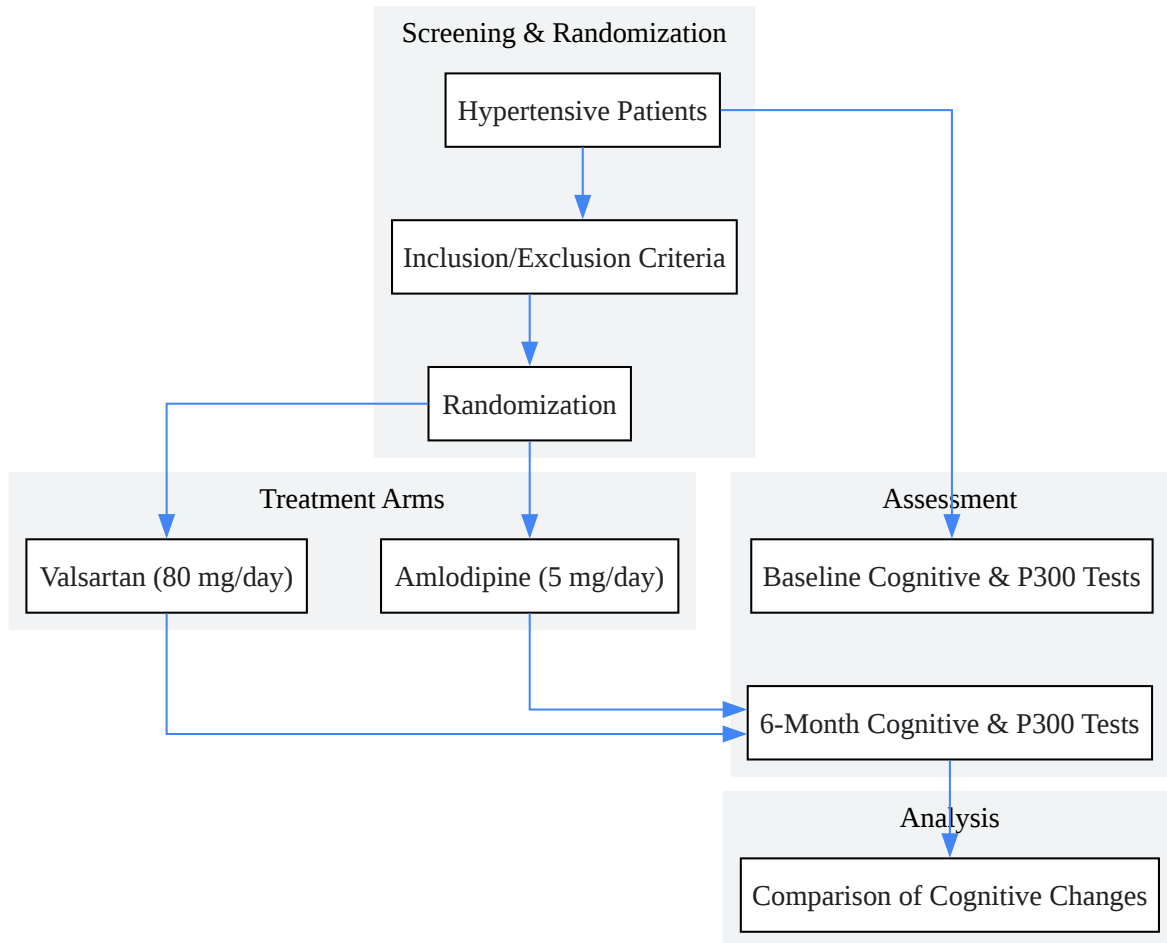 Screening & Randomization
Hypertensive Patients
Inclusion/Exclusion Criteria
Randomization
Treatment Arms
Valsartan (80 mg/day)
Amlodipine (5 mg/day)
Assessment
Baseline Cognitive & P300 Tests
6-Month Cognitive & P300 Tests
Analysis
Comparison of Cognitive Changes